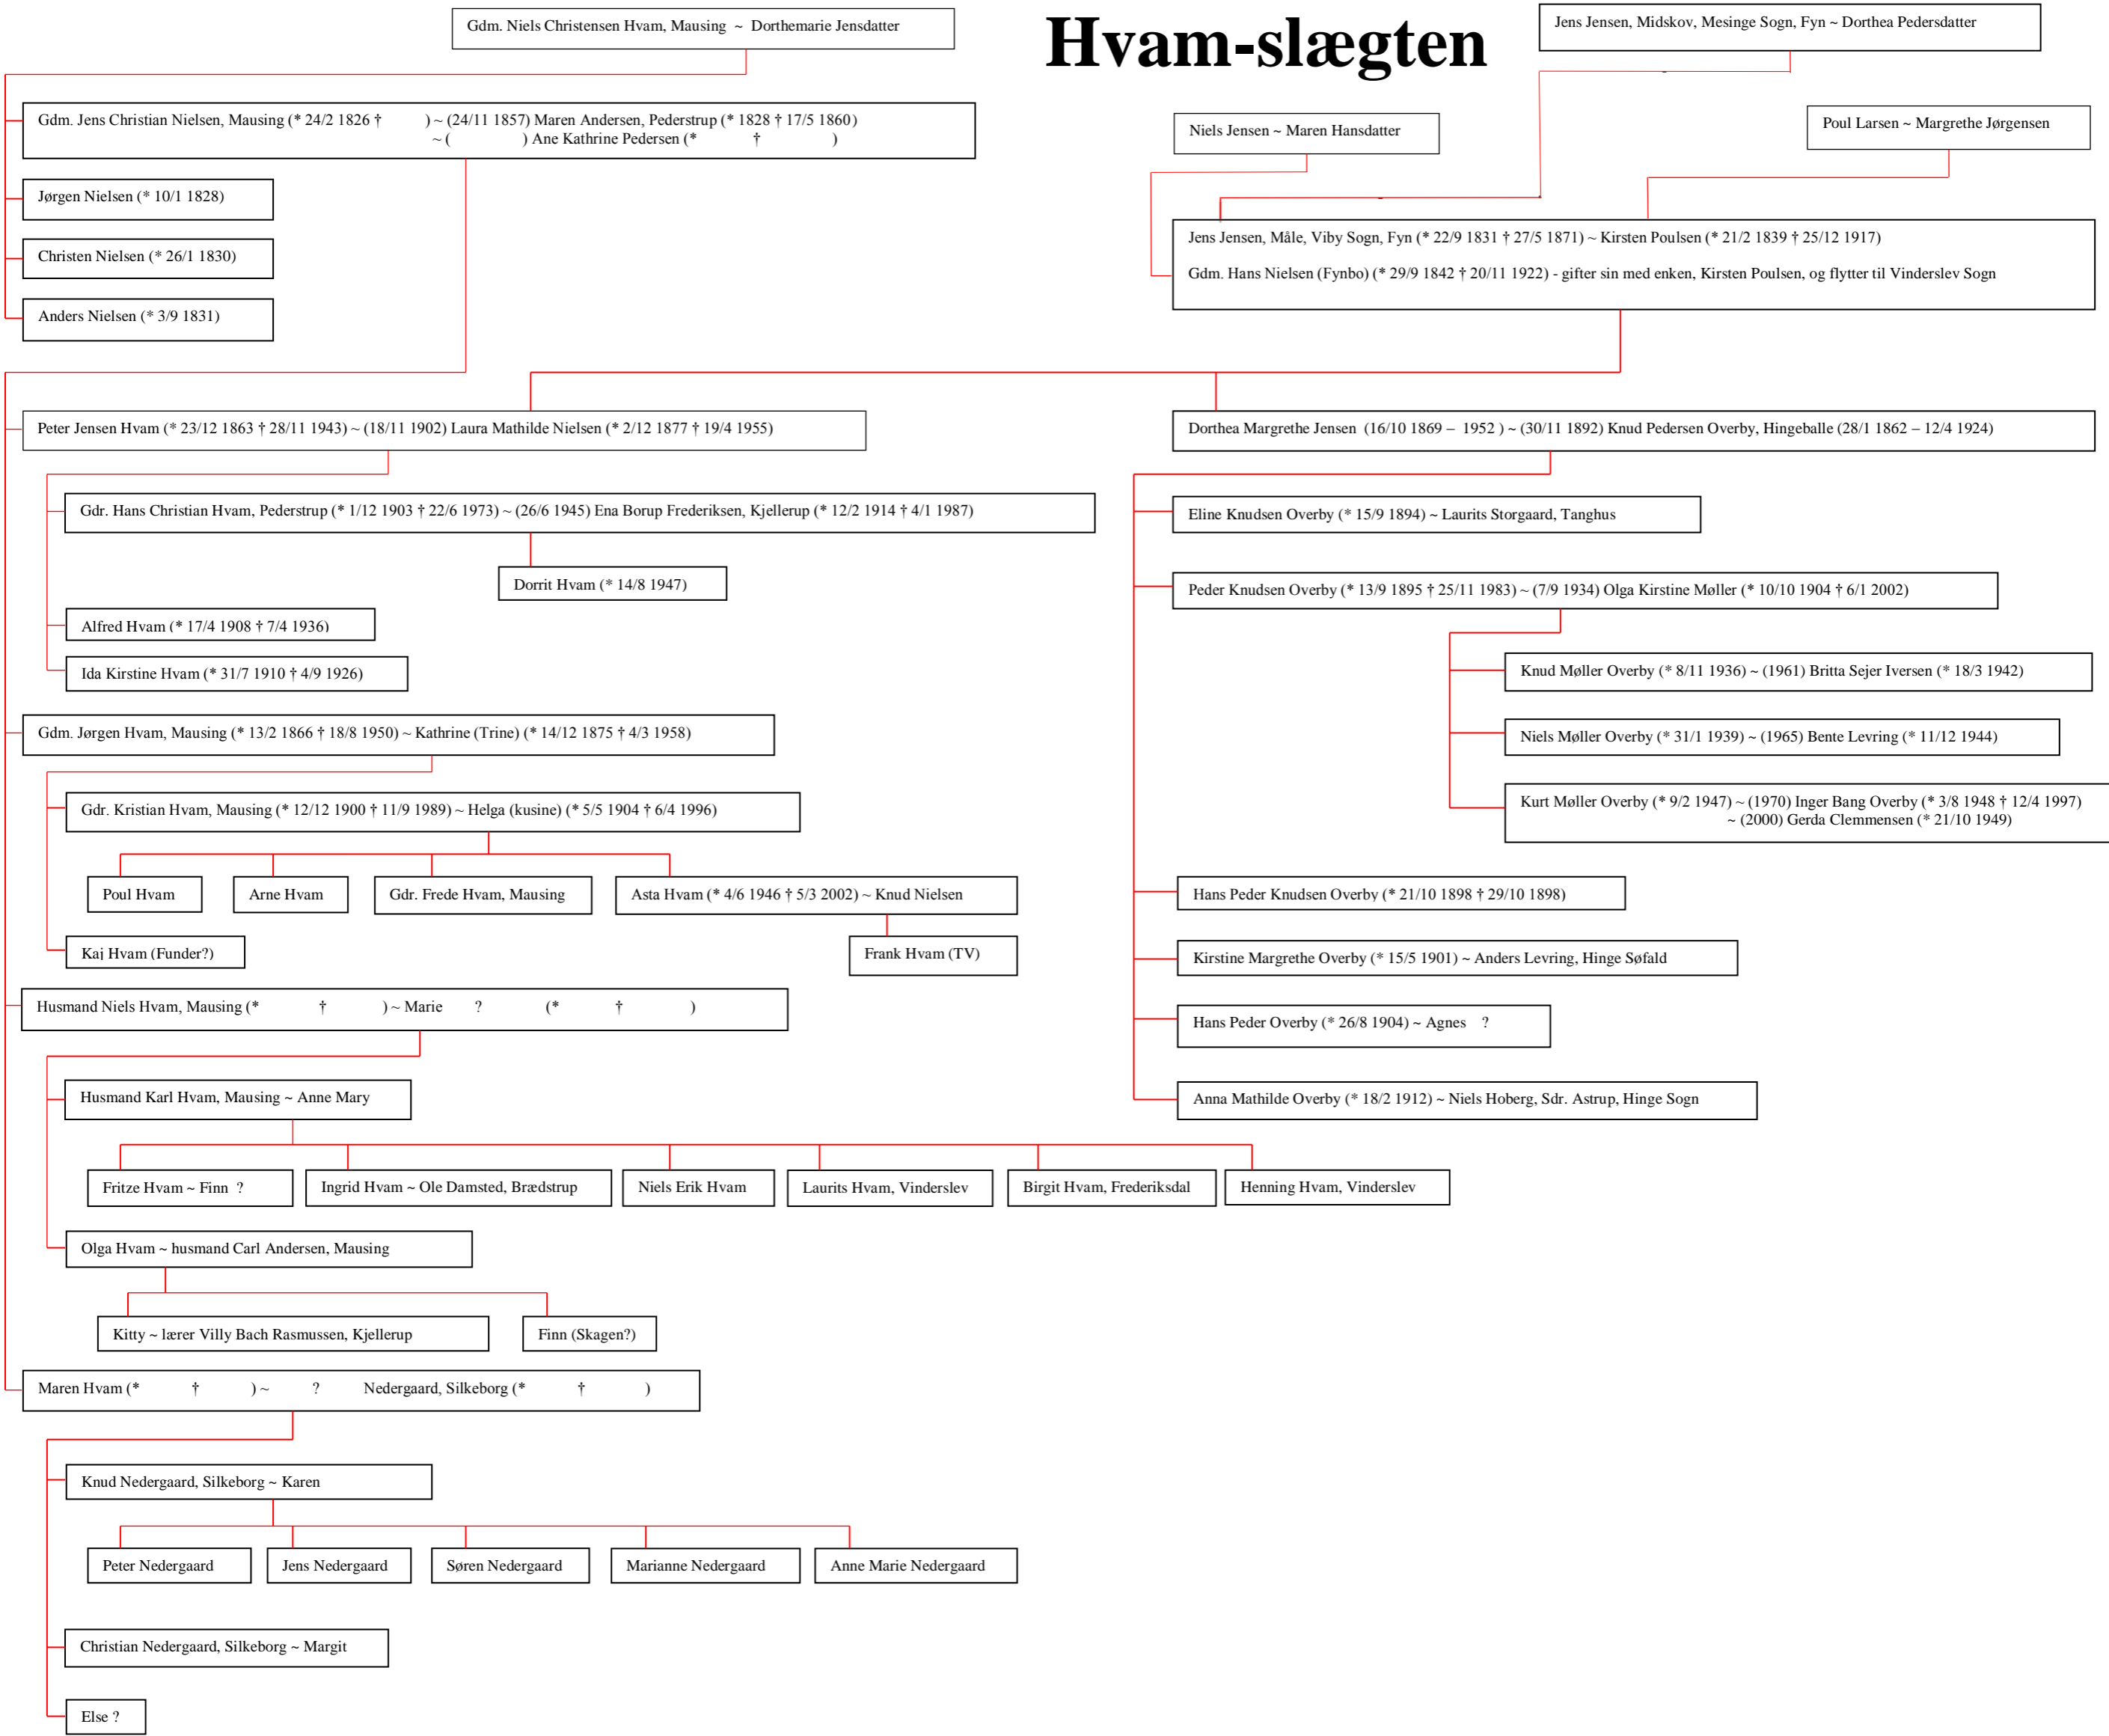 Hvam-slægten
Gdm. Niels Christensen Hvam, Mausing ~ Dorthemarie Jensdatter
Jens Jensen, Midskov, Mesinge Sogn, Fyn ~ Dorthea Pedersdatter
Gdm. Jens Christian Nielsen, Mausing (* 24/2 1826 † ) ~ (24/11 1857) Maren Andersen, Pederstrup (* 1828 † 17/5 1860)
~ ( ) Ane Kathrine Pedersen (* † )
Niels Jensen ~ Maren Hansdatter
Poul Larsen ~ Margrethe Jørgensen
Jørgen Nielsen (* 10/1 1828)
Christen Nielsen (* 26/1 1830)
Anders Nielsen (* 3/9 1831)
Jens Jensen, Måle, Viby Sogn, Fyn (* 22/9 1831 † 27/5 1871) ~ Kirsten Poulsen (* 21/2 1839 † 25/12 1917)
Gdm. Hans Nielsen (Fynbo) (* 29/9 1842 † 20/11 1922) - gifter sin med enken, Kirsten Poulsen, og flytter til Vinderslev Sogn
Peter Jensen Hvam (* 23/12 1863 † 28/11 1943) ~ (18/11 1902) Laura Mathilde Nielsen (* 2/12 1877 † 19/4 1955)
Gdr. Hans Christian Hvam, Pederstrup (* 1/12 1903 † 22/6 1973) ~ (26/6 1945) Ena Borup Frederiksen, Kjellerup (* 12/2 1914 † 4/1 1987)
Dorrit Hvam (* 14/8 1947)
Alfred Hvam (* 17/4 1908 † 7/4 1936)
Ida Kirstine Hvam (* 31/7 1910 † 4/9 1926)
Gdm. Jørgen Hvam, Mausing (* 13/2 1866 † 18/8 1950) ~ Kathrine (Trine) (* 14/12 1875 † 4/3 1958)
Gdr. Kristian Hvam, Mausing (* 12/12 1900 † 11/9 1989) ~ Helga (kusine) (* 5/5 1904 † 6/4 1996)
Poul Hvam
Arne Hvam
Gdr. Frede Hvam, Mausing
Asta Hvam (* 4/6 1946 † 5/3 2002) ~ Knud Nielsen
Kaj Hvam (Funder?)
Frank Hvam (TV)
Husmand Niels Hvam, Mausing (* † ) ~ Marie ? (* † )
Husmand Karl Hvam, Mausing ~ Anne Mary
Fritze Hvam ~ Finn ?
Ingrid Hvam ~ Ole Damsted, Brædstrup
Niels Erik Hvam
Laurits Hvam, Vinderslev
Birgit Hvam, Frederiksdal
Henning Hvam, Vinderslev
Olga Hvam ~ husmand Carl Andersen, Mausing
Kitty ~ lærer Villy Bach Rasmussen, Kjellerup
Finn (Skagen?)
Maren Hvam (* † ) ~ ? Nedergaard, Silkeborg (* † )
Knud Nedergaard, Silkeborg ~ Karen
Peter Nedergaard
Jens Nedergaard
Søren Nedergaard
Marianne Nedergaard
Anne Marie Nedergaard
Christian Nedergaard, Silkeborg ~ Margit
Else ?
Dorthea Margrethe Jensen (16/10 1869 – 1952 ) ~ (30/11 1892) Knud Pedersen Overby, Hingeballe (28/1 1862 – 12/4 1924)
Eline Knudsen Overby (* 15/9 1894) ~ Laurits Storgaard, Tanghus
Peder Knudsen Overby (* 13/9 1895 † 25/11 1983) ~ (7/9 1934) Olga Kirstine Møller (* 10/10 1904 † 6/1 2002)
Knud Møller Overby (* 8/11 1936) ~ (1961) Britta Sejer Iversen (* 18/3 1942)
Niels Møller Overby (* 31/1 1939) ~ (1965) Bente Levring (* 11/12 1944)
Kurt Møller Overby (* 9/2 1947) ~ (1970) Inger Bang Overby (* 3/8 1948 † 12/4 1997)
~ (2000) Gerda Clemmensen (* 21/10 1949)
Hans Peder Knudsen Overby (* 21/10 1898 † 29/10 1898)
Kirstine Margrethe Overby (* 15/5 1901) ~ Anders Levring, Hinge Søfald
Hans Peder Overby (* 26/8 1904) ~ Agnes ?
Anna Mathilde Overby (* 18/2 1912) ~ Niels Hoberg, Sdr. Astrup, Hinge Sogn